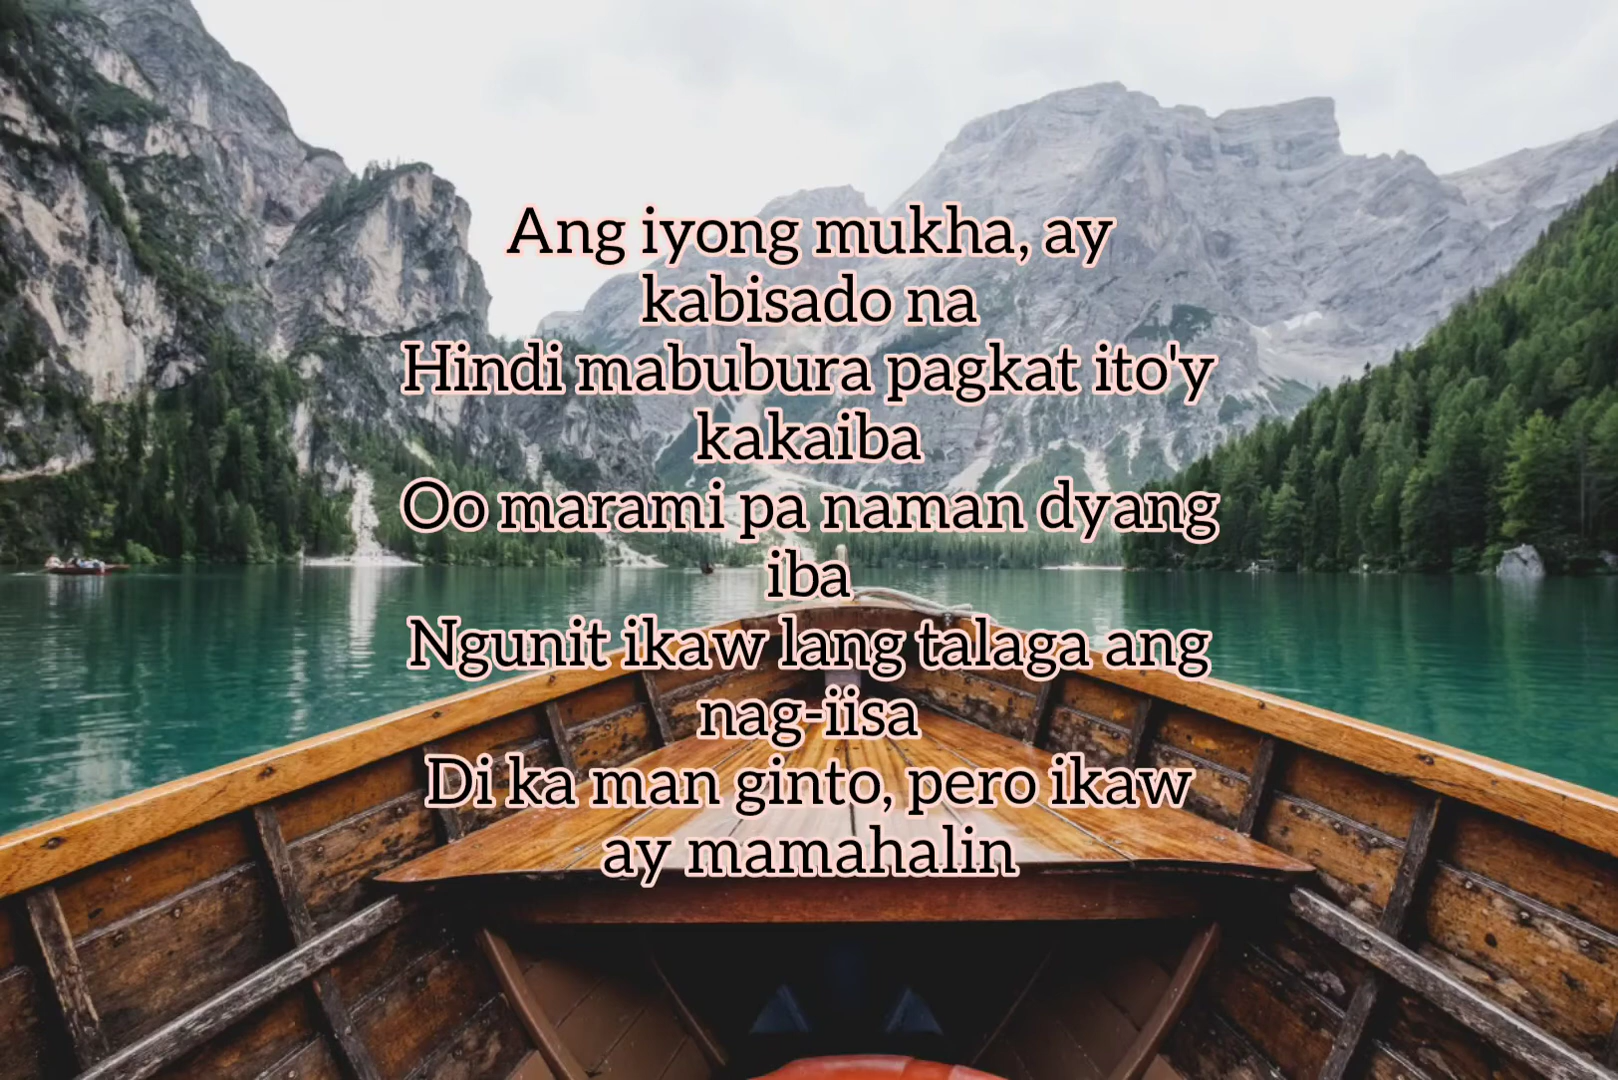 Ang iyong mukha, ay
kabisado na
Hindi mabubura pagkat ito'y
kakaiba
Oo marami pa naman dyang
iba
Ngunit ikaw lang talaga ang
nag-iisa
Di ka man ginto, pero ikaw
ay mamahalin